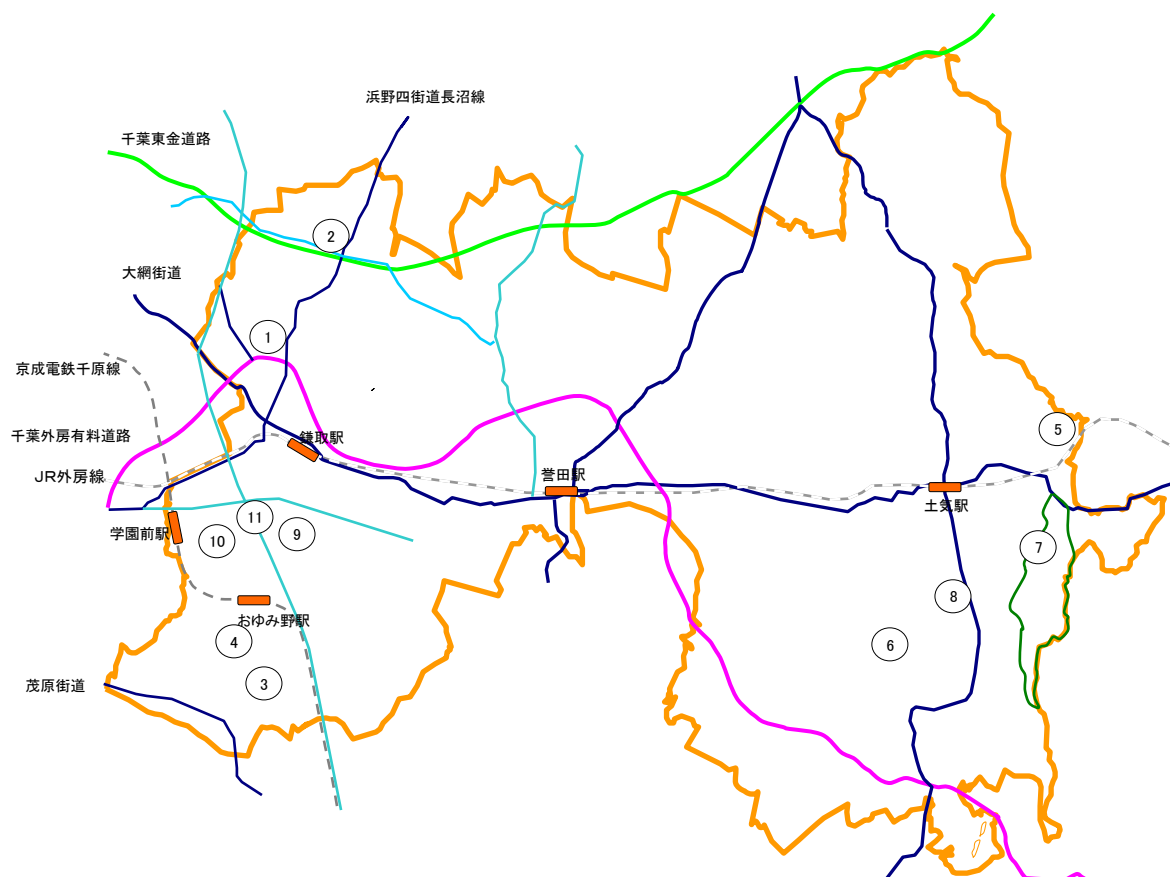 浜野四街道長沼線
千葉東金道路
2
大網街道
1
京成電鉄千原線
千葉外房有料道路
鎌取駅
5
JR外房線
誉田駅
土気駅
11
学園前駅
10
9
7
8
おゆみ野駅
4
6
3
茂原街道